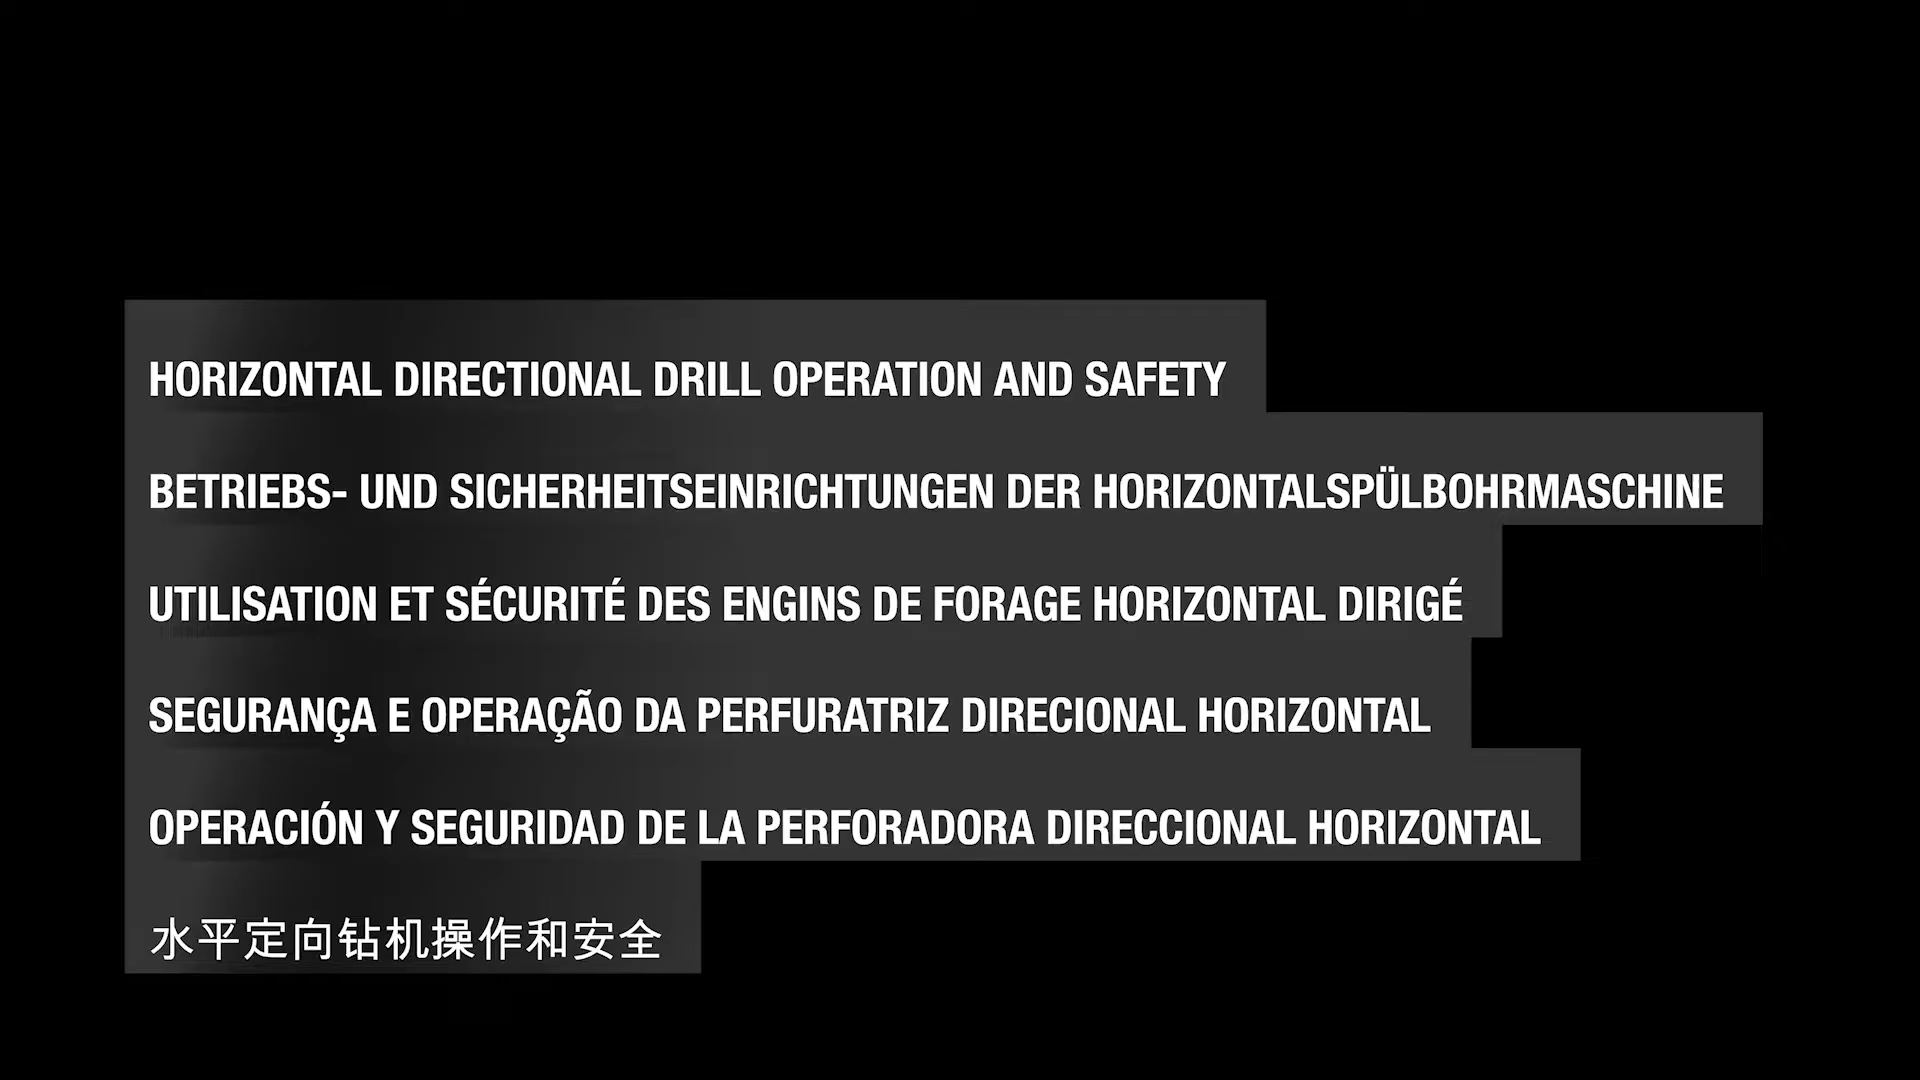 HORIZONTAL DIRECTIONAL DRILL OPERATION AND SAFETY
BETRIEBS- UND SICHERHEITSEINRICHTUNGEN DER HORIZONTALSPÜLBOHRMASCHINE
UTILISATION ET SÉCURITÉ DES ENGINS DE FORAGE HORIZONTAL DIRIGÉ
SEGURANÇA E OPERAÇÃO DA PERFURATRIZ DIRECIONAL HORIZONTAL
OPERACIÓN Y SEGURIDAD DE LA PERFORADORA DIRECCIONAL HORIZONTAL
水平定向钻机操作和安全